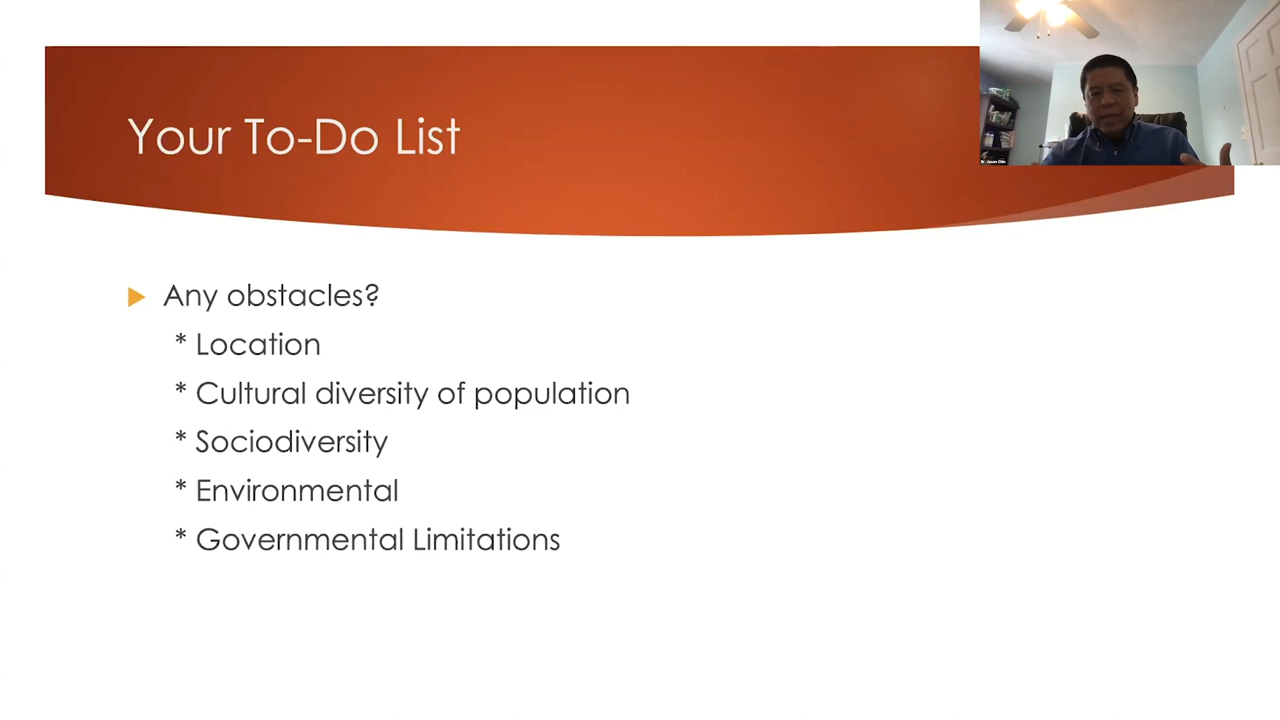 Your To-Do List
Any obstacles?
* Location
* Cultural diversity of population
* Sociodiversity
* Environmental
* Governmental Limitations